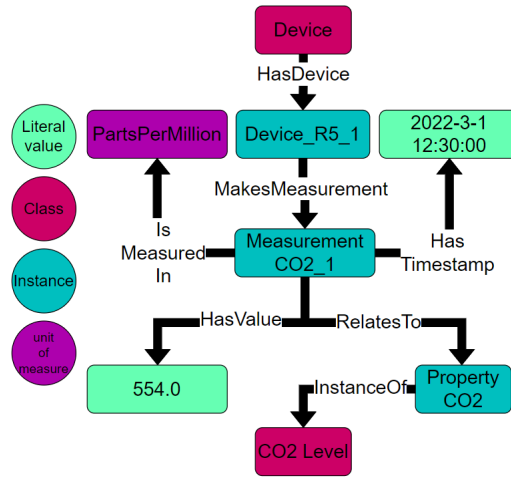 Device
HasDevice
Literal
value
PartsPerMillion
Device_R5_1
2022-3-1
12:30:00
Class
MakesMeasurement
Is
Measured
In
Measurement
CO2_1
Has
Timestamp
Instance
unit
of
measure
HasValue
RelatesTo
554.0
InstanceOf
Property
CO2
CO2 Level